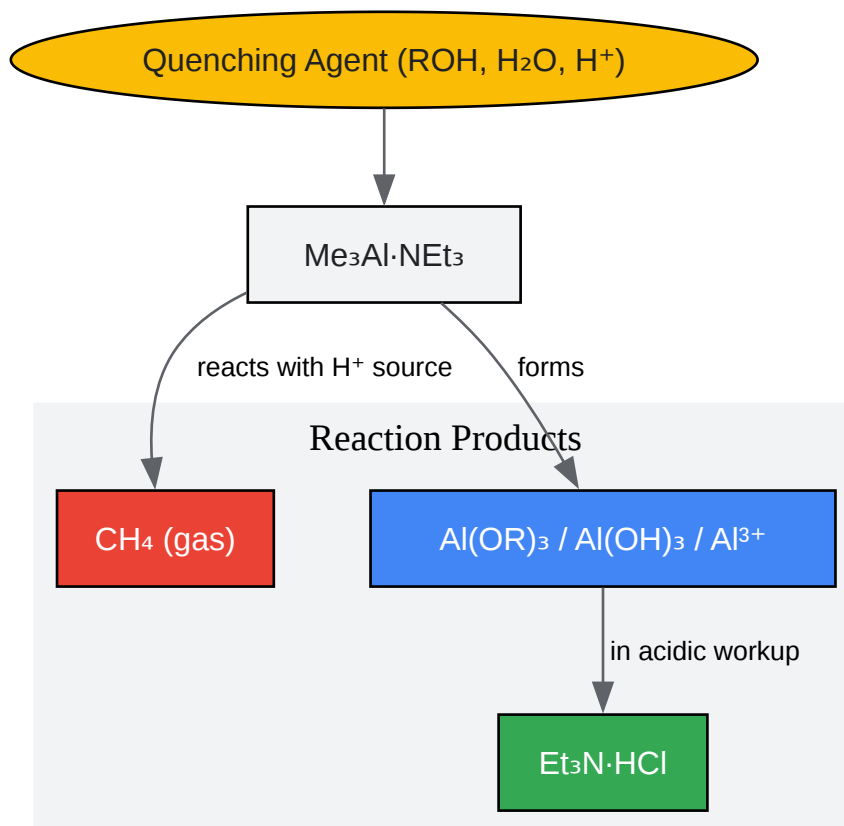 Quenching Agent (ROH, H₂O, H⁺)
Me₃Al·NEt₃
reacts with H⁺ source
forms
Reaction Products
CH₄ (gas)
Al(OR)₃ / Al(OH)₃ / Al³⁺
in acidic workup
Et₃N·HCl